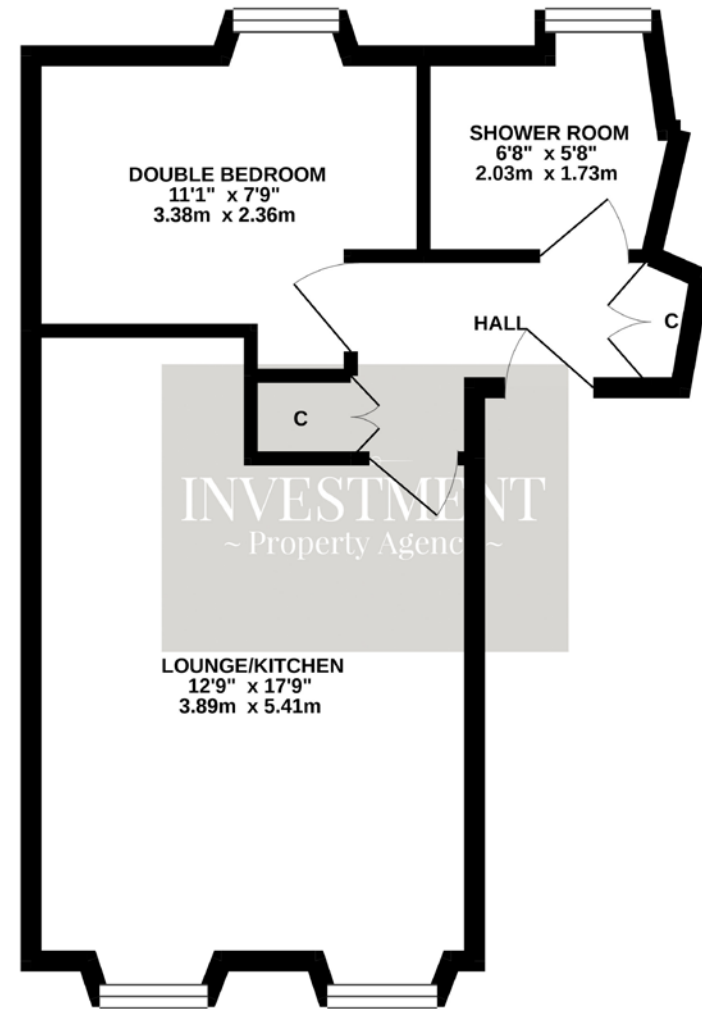 SHOWER ROOM
6'8" x 5'8"
2.03m x 1.73m
DOUBLE BEDROOM
11'1" x 7'9"
3.38m x 2.36m
HALL
C
C
INVESTMENT
~ Property Agency ~
LOUNGE/KITCHEN
12'9" x 17'9"
3.89m x 5.41m